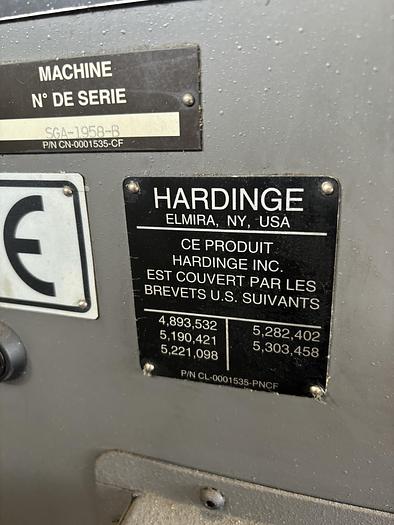 MACHINE
N° DE SERIE
SGA-1958-B
P/N CN-0001535-CF
CE
HARDINGE
ELMIRA, NY, USA
CE PRODUIT
HARDINGE INC.
EST COUVERT PAR LES
BREVETS U.S. SUIVANTS
4,893,532 5,282,402
5,190,421 5,303,458
5,221,098
P/N CL-0001535-PNCF